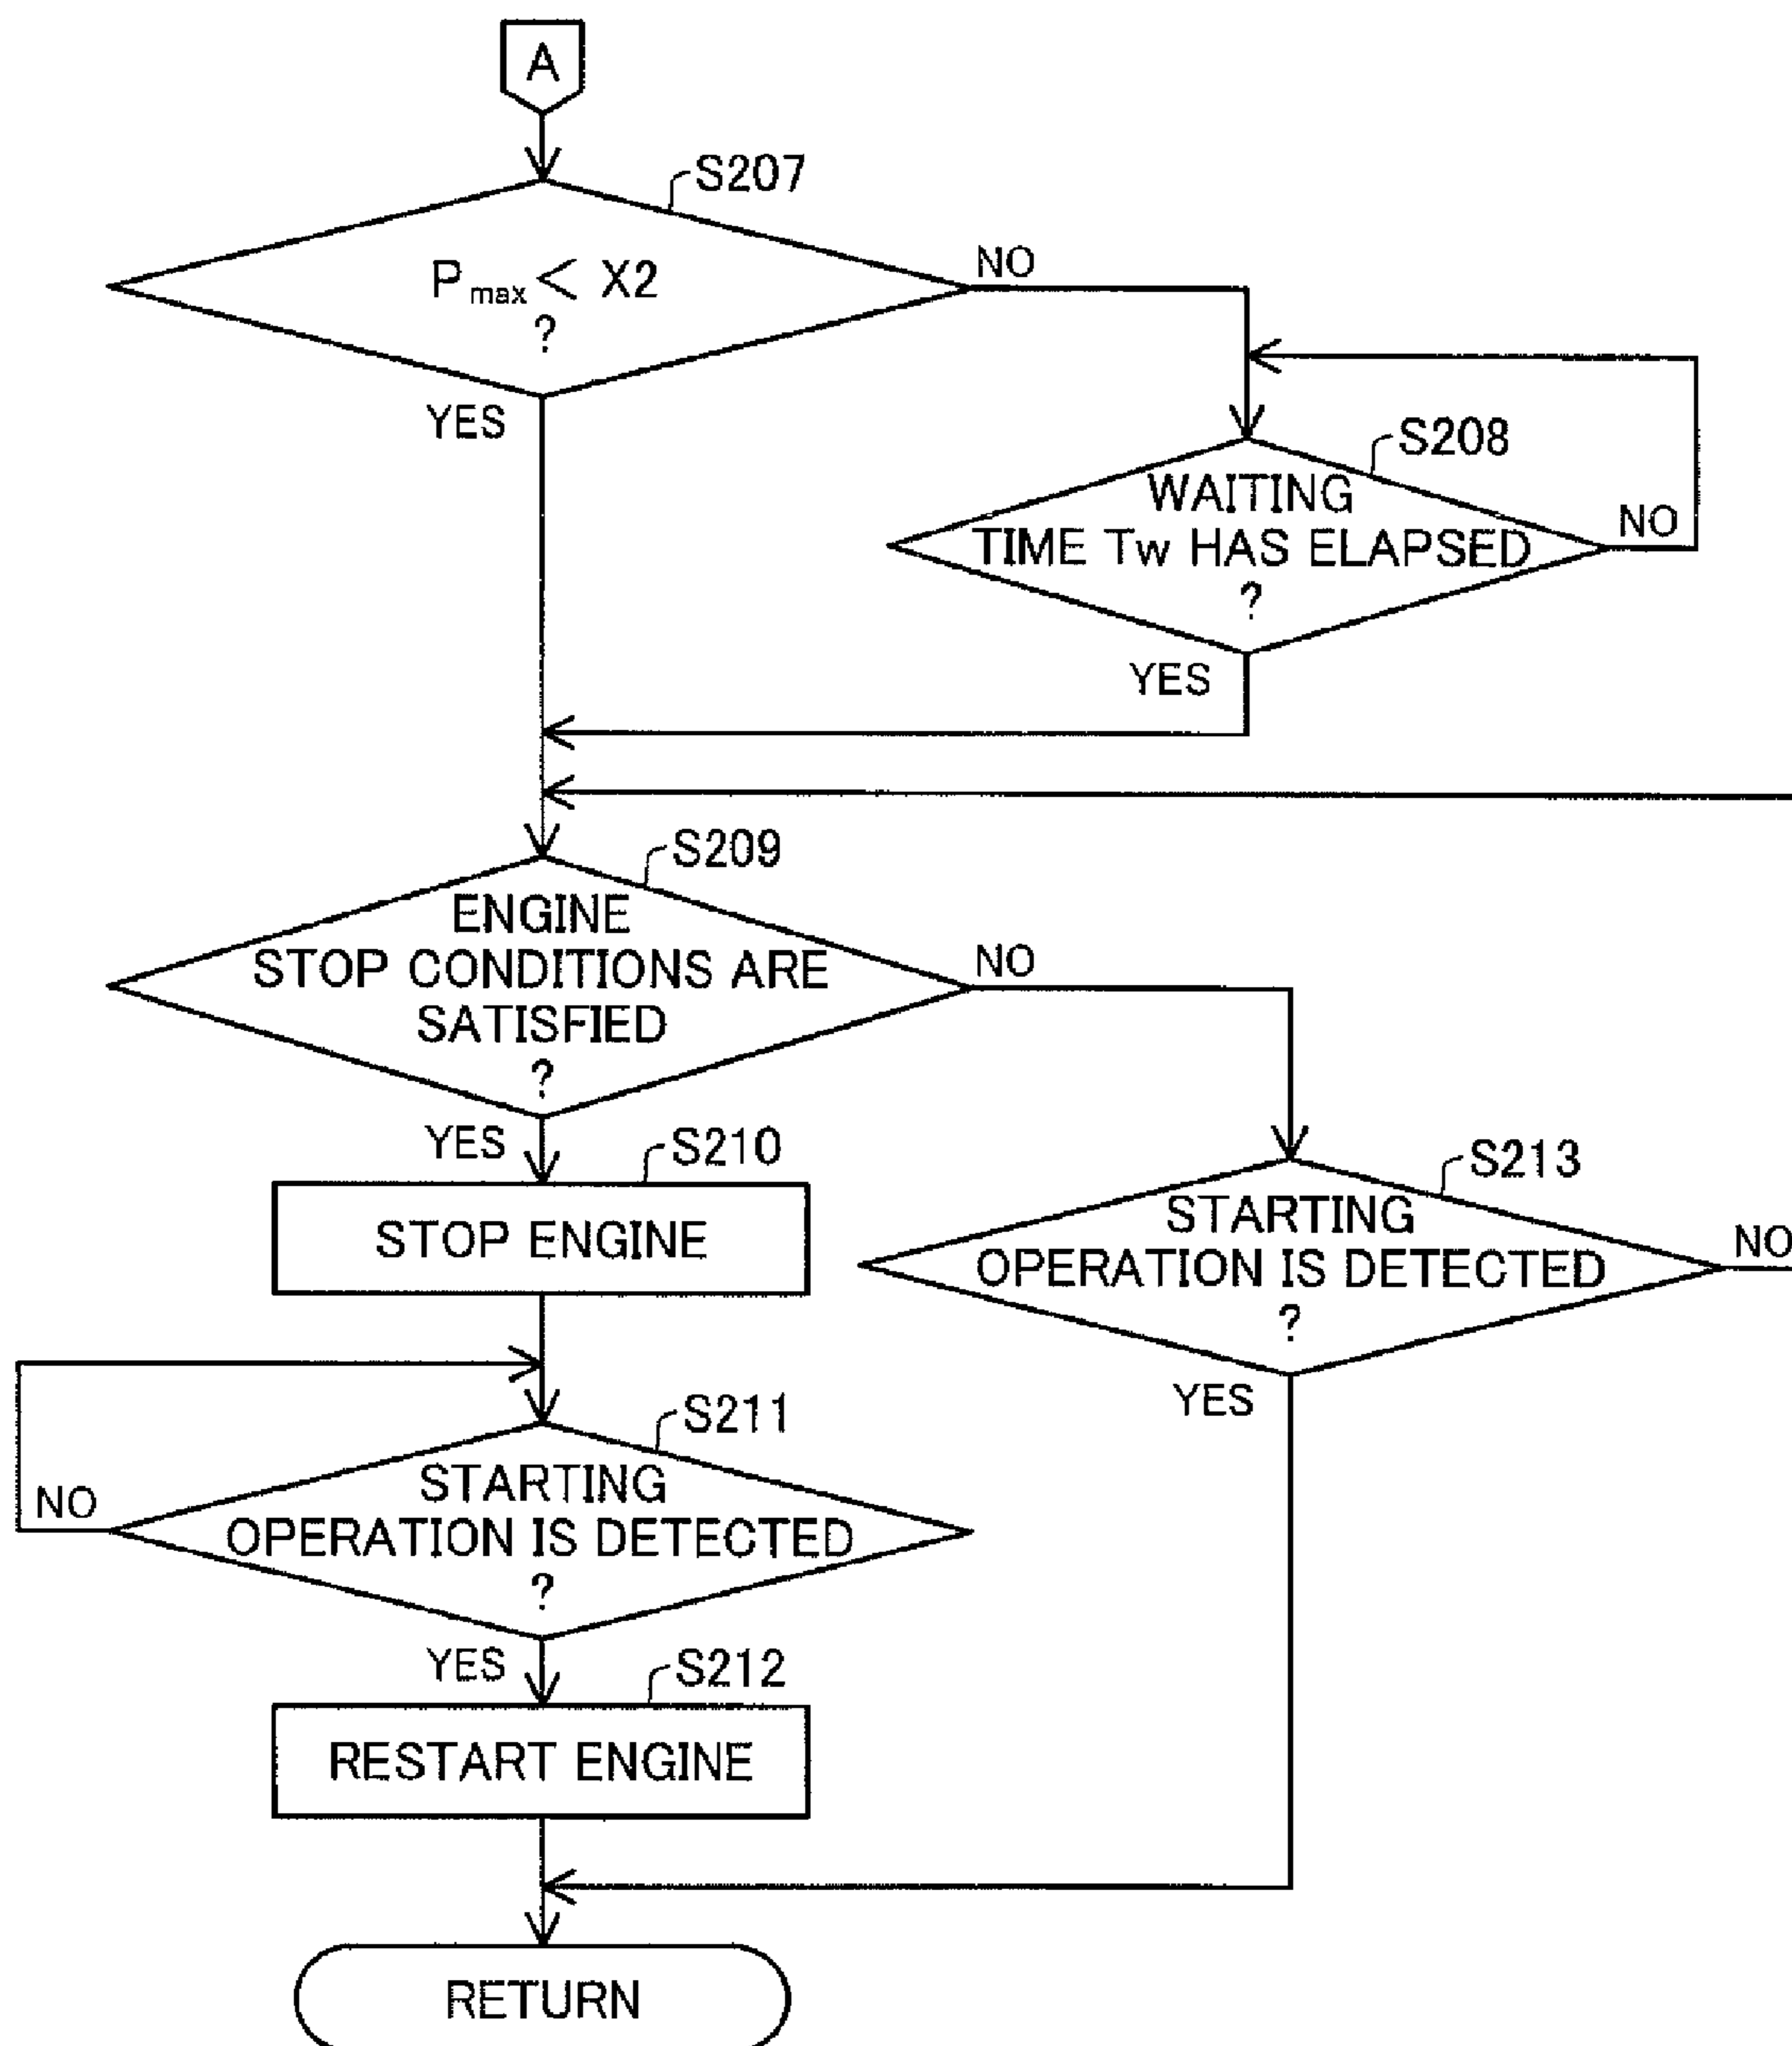 A
S207
P max < X2
?
NO
YES
S208
WAITING
TIME Tw HAS ELAPSED
?
NO
YES
S209
ENGINE
STOP CONDITIONS ARE
SATISFIED
?
NO
YES
S210
STOP ENGINE
S213
STARTING
OPERATION IS DETECTED
?
NO
YES
S211
STARTING
OPERATION IS DETECTED
?
NO
YES
S212
RESTART ENGINE
RETURN